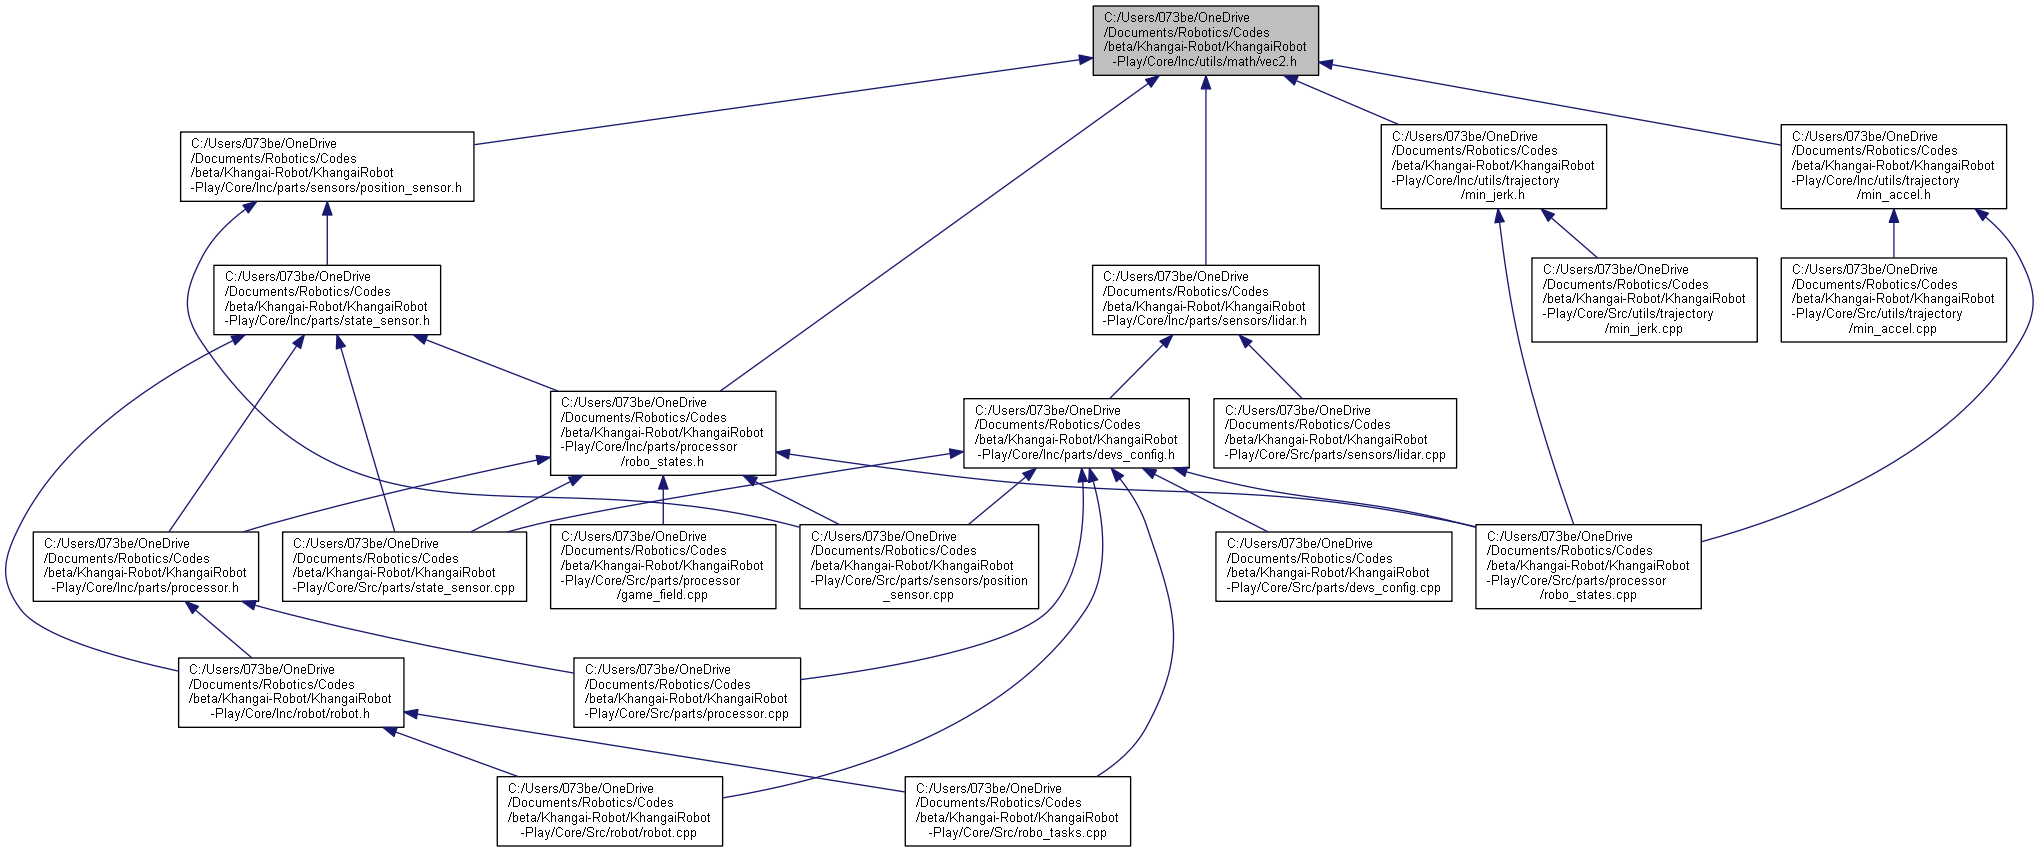 C:/Users/073be/OneDrive
/Documents/Robotics/Codes
/beta/Khangai-Robot/KhangaiRobot
-Play/Core/Inc/utils/math/vec2.h
C:/Users/073be/OneDrive
/Documents/Robotics/Codes
/beta/Khangai-Robot/KhangaiRobot
-Play/Core/Inc/parts/sensors/position_sensor.h
C:/Users/073be/OneDrive
/Documents/Robotics/Codes
/beta/Khangai-Robot/KhangaiRobot
-Play/Core/Inc/utils/trajectory
/min_jerk.h
C:/Users/073be/OneDrive
/Documents/Robotics/Codes
/beta/Khangai-Robot/KhangaiRobot
-Play/Core/Inc/utils/trajectory
/min_accel.h
C:/Users/073be/OneDrive
/Documents/Robotics/Codes
/beta/Khangai-Robot/KhangaiRobot
-Play/Core/Inc/parts/state_sensor.h
C:/Users/073be/OneDrive
/Documents/Robotics/Codes
/beta/Khangai-Robot/KhangaiRobot
-Play/Core/Inc/parts/sensors/lidar.h
C:/Users/073be/OneDrive
/Documents/Robotics/Codes
/beta/Khangai-Robot/KhangaiRobot
-Play/Core/Src/utils/trajectory
/min_jerk.cpp
C:/Users/073be/OneDrive
/Documents/Robotics/Codes
/beta/Khangai-Robot/KhangaiRobot
-Play/Core/Src/utils/trajectory
/min_accel.cpp
C:/Users/073be/OneDrive
/Documents/Robotics/Codes
/beta/Khangai-Robot/KhangaiRobot
-Play/Core/Inc/parts/processor
/robo_states.h
C:/Users/073be/OneDrive
/Documents/Robotics/Codes
/beta/Khangai-Robot/KhangaiRobot
-Play/Core/Inc/parts/devs_config.h
C:/Users/073be/OneDrive
/Documents/Robotics/Codes
/beta/Khangai-Robot/KhangaiRobot
-Play/Core/Src/parts/sensors/lidar.cpp
C:/Users/073be/OneDrive
/Documents/Robotics/Codes
/beta/Khangai-Robot/KhangaiRobot
-Play/Core/Inc/parts/processor.h
C:/Users/073be/OneDrive
/Documents/Robotics/Codes
/beta/Khangai-Robot/KhangaiRobot
-Play/Core/Src/parts/state_sensor.cpp
C:/Users/073be/OneDrive
/Documents/Robotics/Codes
/beta/Khangai-Robot/KhangaiRobot
-Play/Core/Src/parts/processor
/game_field.cpp
C:/Users/073be/OneDrive
/Documents/Robotics/Codes
/beta/Khangai-Robot/KhangaiRobot
-Play/Core/Src/parts/sensors/position
_sensor.cpp
C:/Users/073be/OneDrive
/Documents/Robotics/Codes
/beta/Khangai-Robot/KhangaiRobot
-Play/Core/Src/parts/devs_config.cpp
C:/Users/073be/OneDrive
/Documents/Robotics/Codes
/beta/Khangai-Robot/KhangaiRobot
-Play/Core/Src/parts/processor
/robo_states.cpp
C:/Users/073be/OneDrive
/Documents/Robotics/Codes
/beta/Khangai-Robot/KhangaiRobot
-Play/Core/Inc/robot/robot.h
C:/Users/073be/OneDrive
/Documents/Robotics/Codes
/beta/Khangai-Robot/KhangaiRobot
-Play/Core/Src/parts/processor.cpp
C:/Users/073be/OneDrive
/Documents/Robotics/Codes
/beta/Khangai-Robot/KhangaiRobot
-Play/Core/Src/robot/robot.cpp
C:/Users/073be/OneDrive
/Documents/Robotics/Codes
/beta/Khangai-Robot/KhangaiRobot
-Play/Core/Src/robo_tasks.cpp